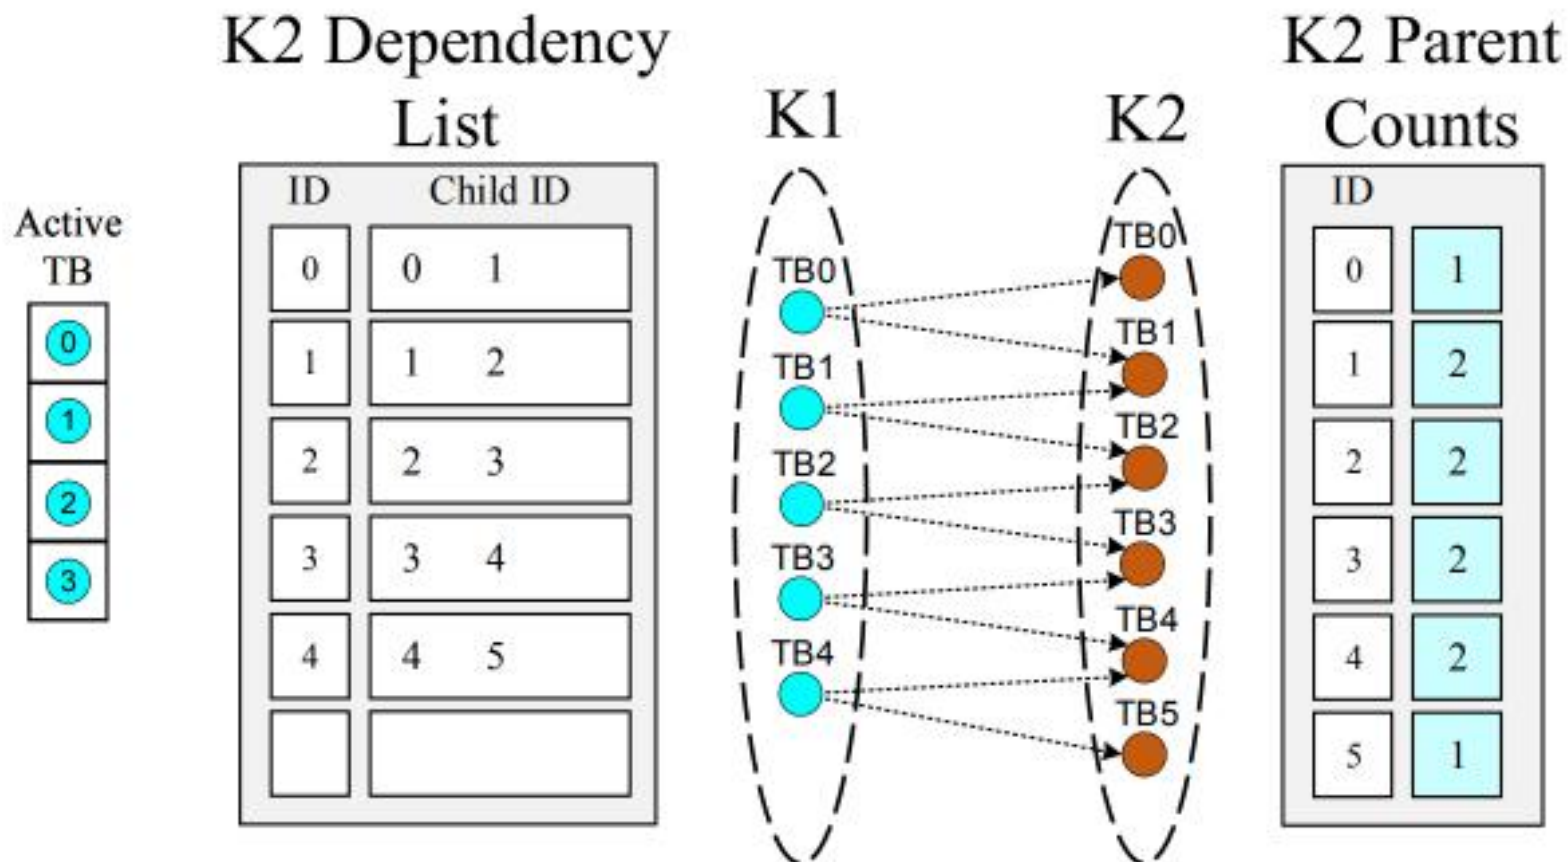 K2 Dependency
List
K1
K2
K2 Parent
Counts
Active
TB
0
1
2
3
ID Child ID
0 0 1
1 1 2
2 2 3
3 3 4
4 4 5
TB0
TB1
TB2
TB3
TB4
TB0
TB1
TB2
TB3
TB4
TB5
ID
0 1
1 2
2 2
3 2
4 2
5 1